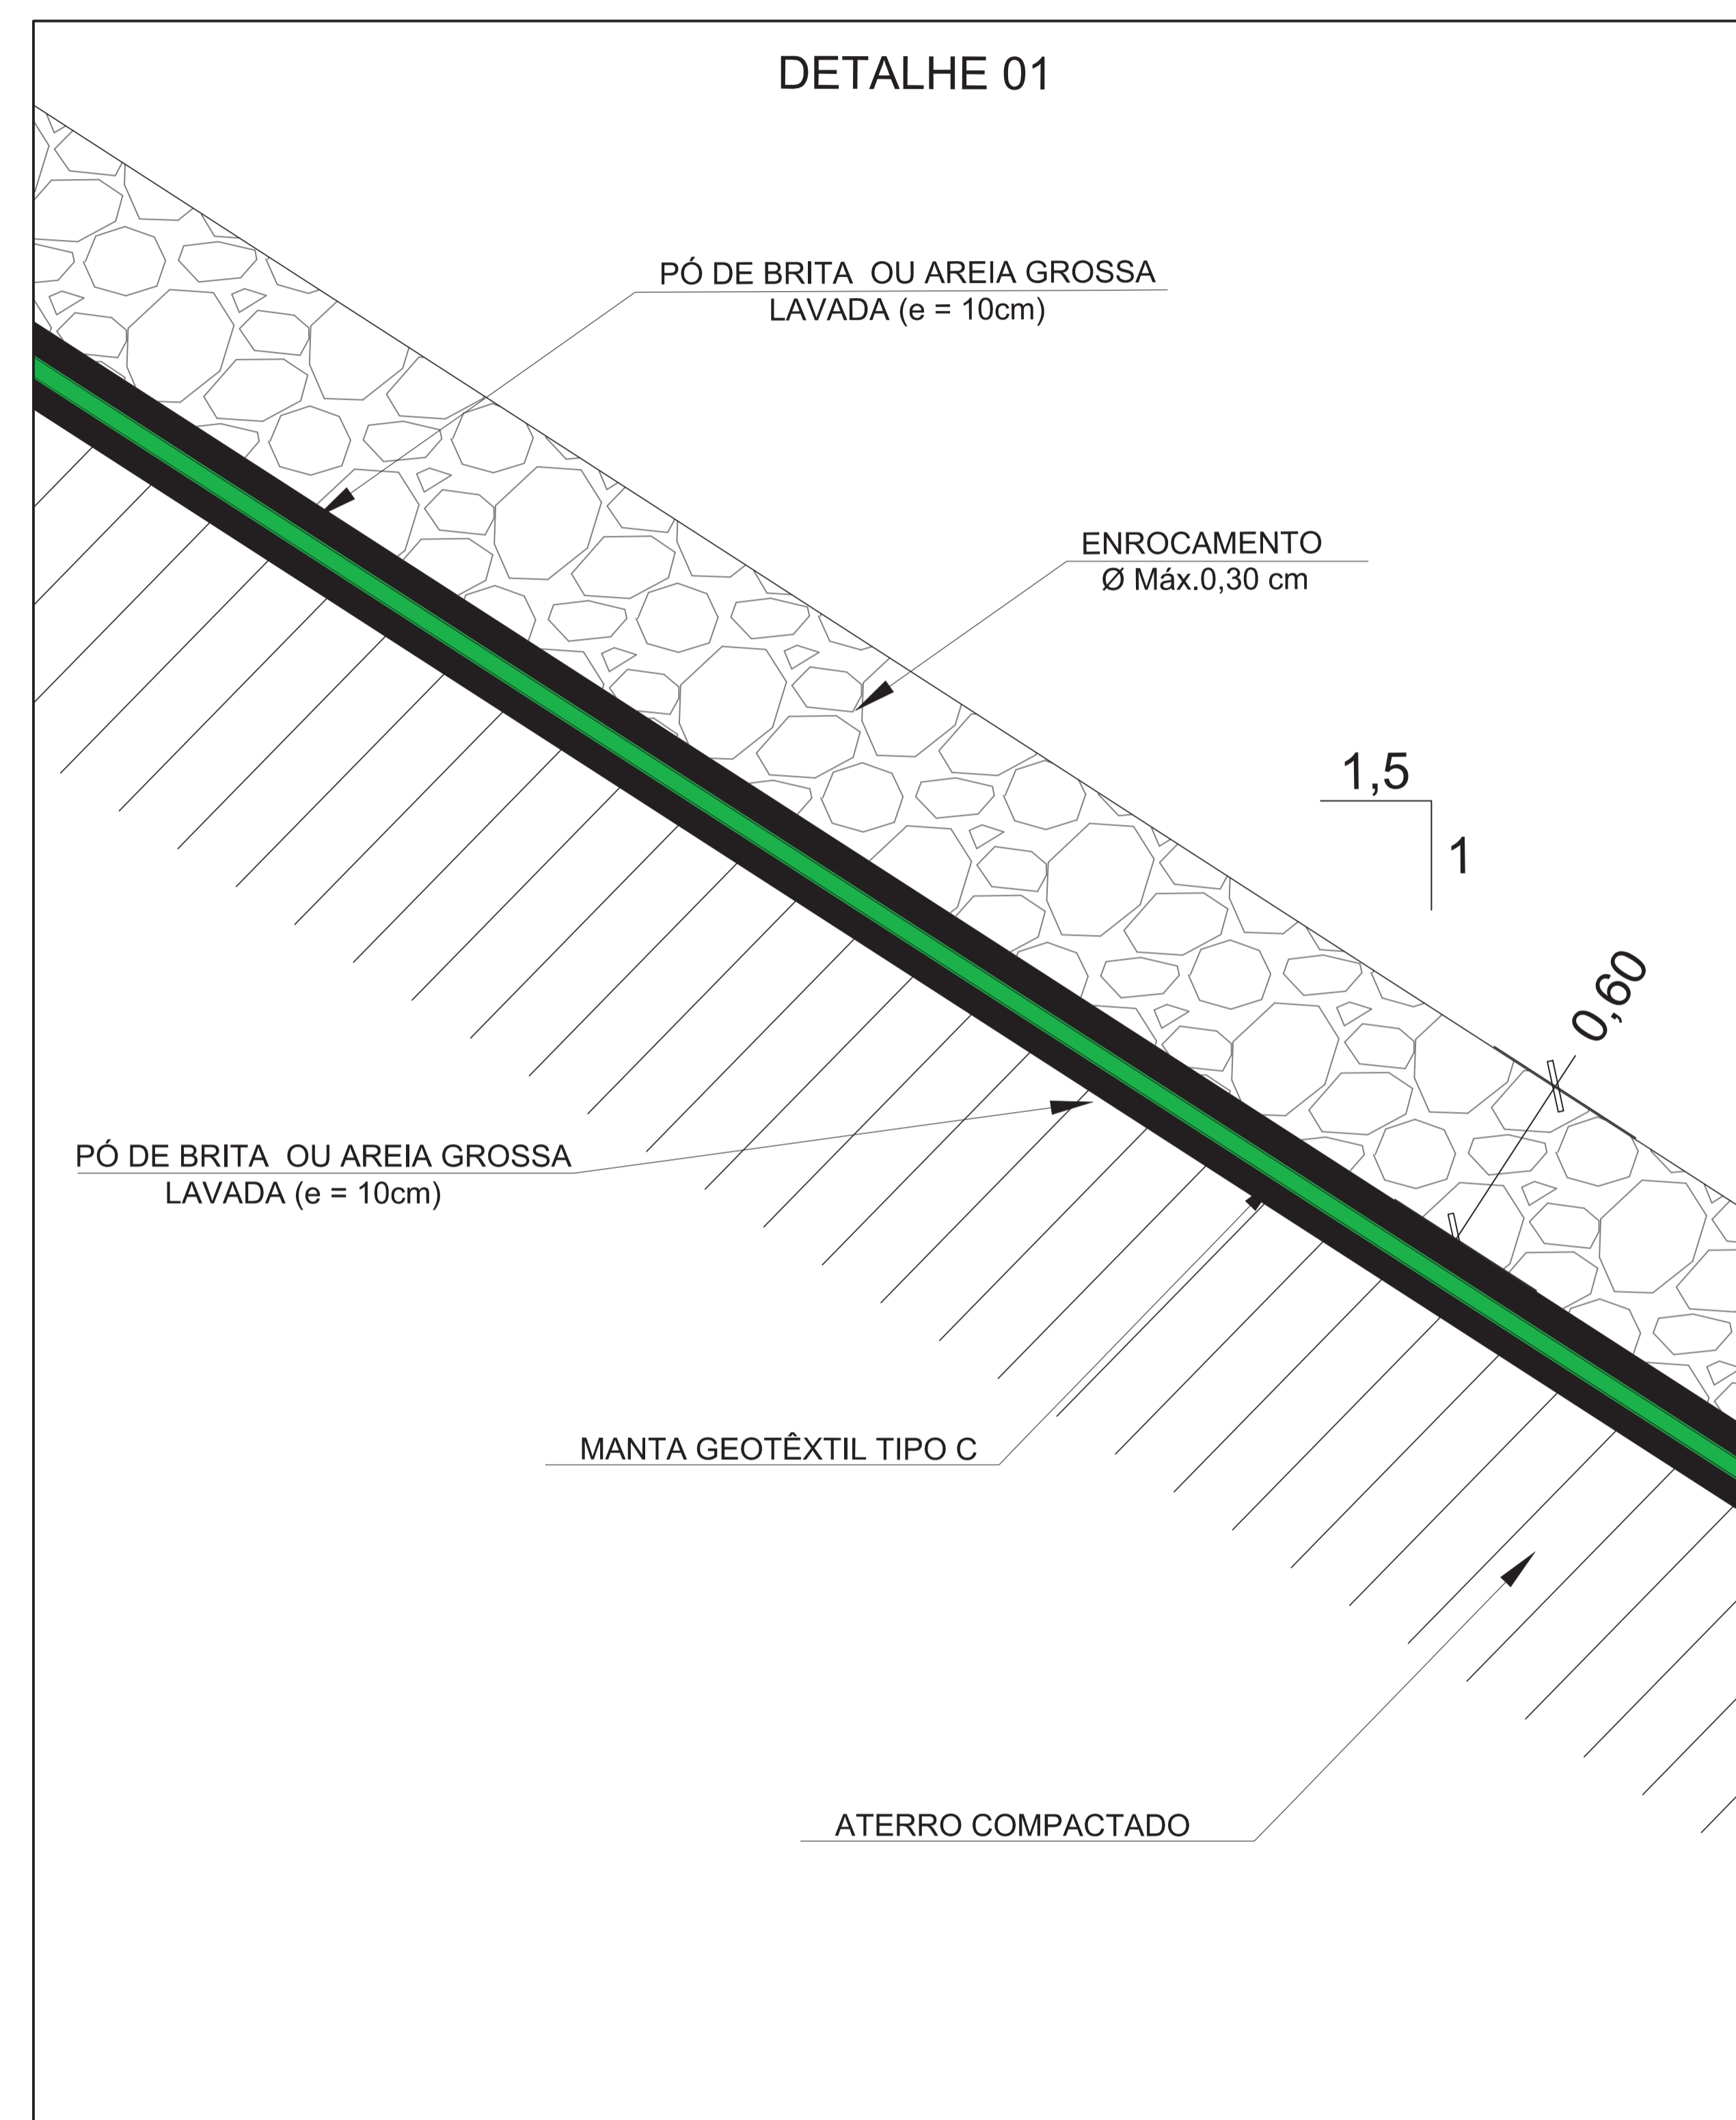 DETALHE 01
PÓ DE BRITA OU AREIA GROSSA
LAVADA (e = 10cm)
ENROCAMENTO
Ø Máx.0,30 cm
1,5
1
0,60
PÓ DE BRITA OU AREIA GROSSA
LAVADA (e = 10cm)
MANTA GEOTÊXTIL TIPO C
ATERRO COMPACTADO